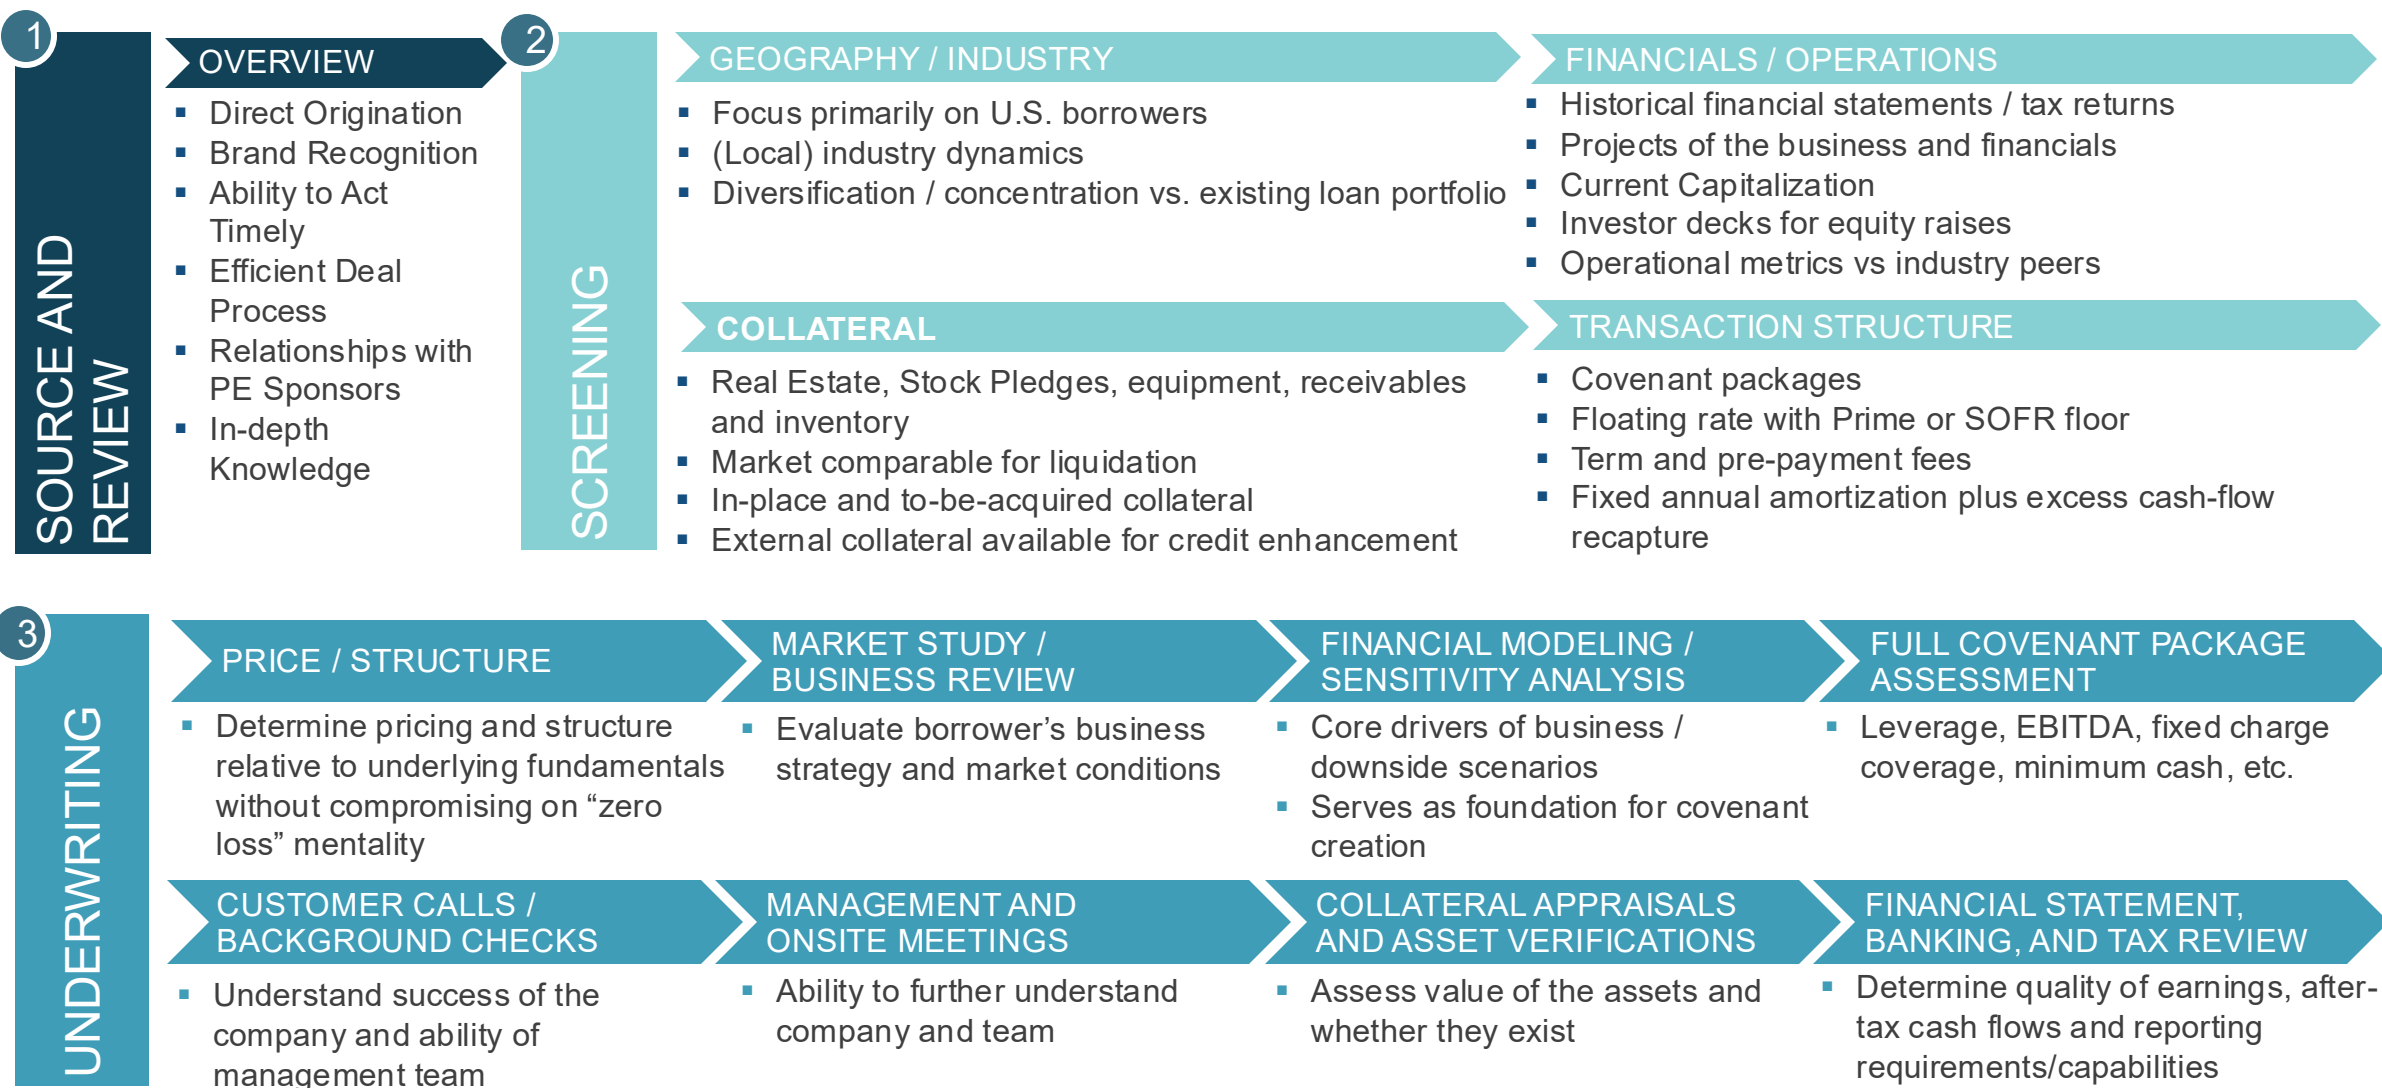 1
SOURCE AND
REVIEW
OVERVIEW
▪ Direct Origination
▪ Brand Recognition
▪ Ability to Act
Timely
▪ Efficient Deal
Process
▪ Relationships with
PE Sponsors
▪ In-depth
Knowledge
2
SCREENING
GEOGRAPHY / INDUSTRY
▪ Focus primarily on U.S. borrowers
▪ (Local) industry dynamics
▪ Diversification / concentration vs. existing loan portfolio
FINANCIALS / OPERATIONS
▪ Historical financial statements / tax returns
▪ Projects of the business and financials
▪ Current Capitalization
▪ Investor decks for equity raises
▪ Operational metrics vs industry peers
COLLATERAL
▪ Real Estate, Stock Pledges, equipment, receivables
and inventory
▪ Market comparable for liquidation
▪ In-place and to-be-acquired collateral
▪ External collateral available for credit enhancement
TRANSACTION STRUCTURE
▪ Covenant packages
▪ Floating rate with Prime or SOFR floor
▪ Term and pre-payment fees
▪ Fixed annual amortization plus excess cash-flow
recapture
3
UNDERWRITING
PRICE / STRUCTURE
▪ Determine pricing and structure
relative to underlying fundamentals
without compromising on “zero
loss” mentality
MARKET STUDY /
BUSINESS REVIEW
▪ Evaluate borrower’s business
strategy and market conditions
FINANCIAL MODELING /
SENSITIVITY ANALYSIS
▪ Core drivers of business /
downside scenarios
▪ Serves as foundation for covenant
creation
FULL COVENANT PACKAGE
ASSESSMENT
▪ Leverage, EBITDA, fixed charge
coverage, minimum cash, etc.
CUSTOMER CALLS /
BACKGROUND CHECKS
▪ Understand success of the
company and ability of
management team
MANAGEMENT AND
ONSITE MEETINGS
▪ Ability to further understand
company and team
COLLATERAL APPRAISALS
AND ASSET VERIFICATIONS
▪ Assess value of the assets and
whether they exist
FINANCIAL STATEMENT,
BANKING, AND TAX REVIEW
▪ Determine quality of earnings, after-
tax cash flows and reporting
requirements/capabilities